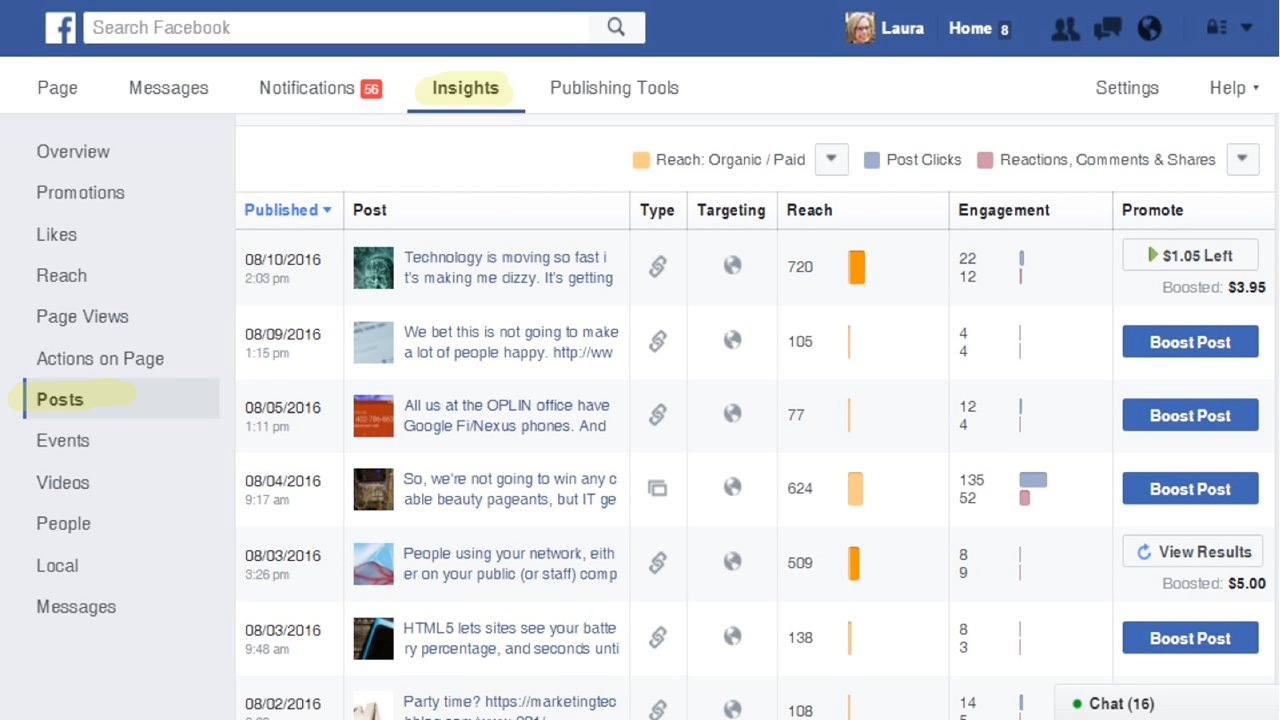 f Search Facebook Laura Home 8
Page Messages Notifications 56 Insights Publishing Tools Settings Help
Overview
Promotions
Likes
Reach
Page Views
Actions on Page
Posts
Events
Videos
People
Local
Messages
Reach: Organic / Paid Post Clicks Reactions, Comments & Shares
Published Post Type Targeting Reach Engagement Promote
08/10/2016
2:03 pm
Technology is moving so fast i
t's making me dizzy. It's getting
720
22
12
$1.05 Left
Boosted: $3.95
08/09/2016
1:15 pm
We bet this is not going to make
a lot of people happy. http://ww
105
4
4
Boost Post
08/05/2016
1:11 pm
All us at the OPLIN office have
Google Fi/Nexus phones. And
77
12
4
Boost Post
08/04/2016
9:17 am
So, we're not going to win any c
able beauty pageants, but IT ge
624
135
52
Boost Post
08/03/2016
3:26 pm
People using your network, eith
er on your public (or staff) comp
509
8
9
View Results
Boosted: $5.00
08/03/2016
9:48 am
HTML5 lets sites see your batte
ry percentage, and seconds unti
138
8
3
Boost Post
08/02/2016
Party time? https://marketingtec
108
14
Chat (16)